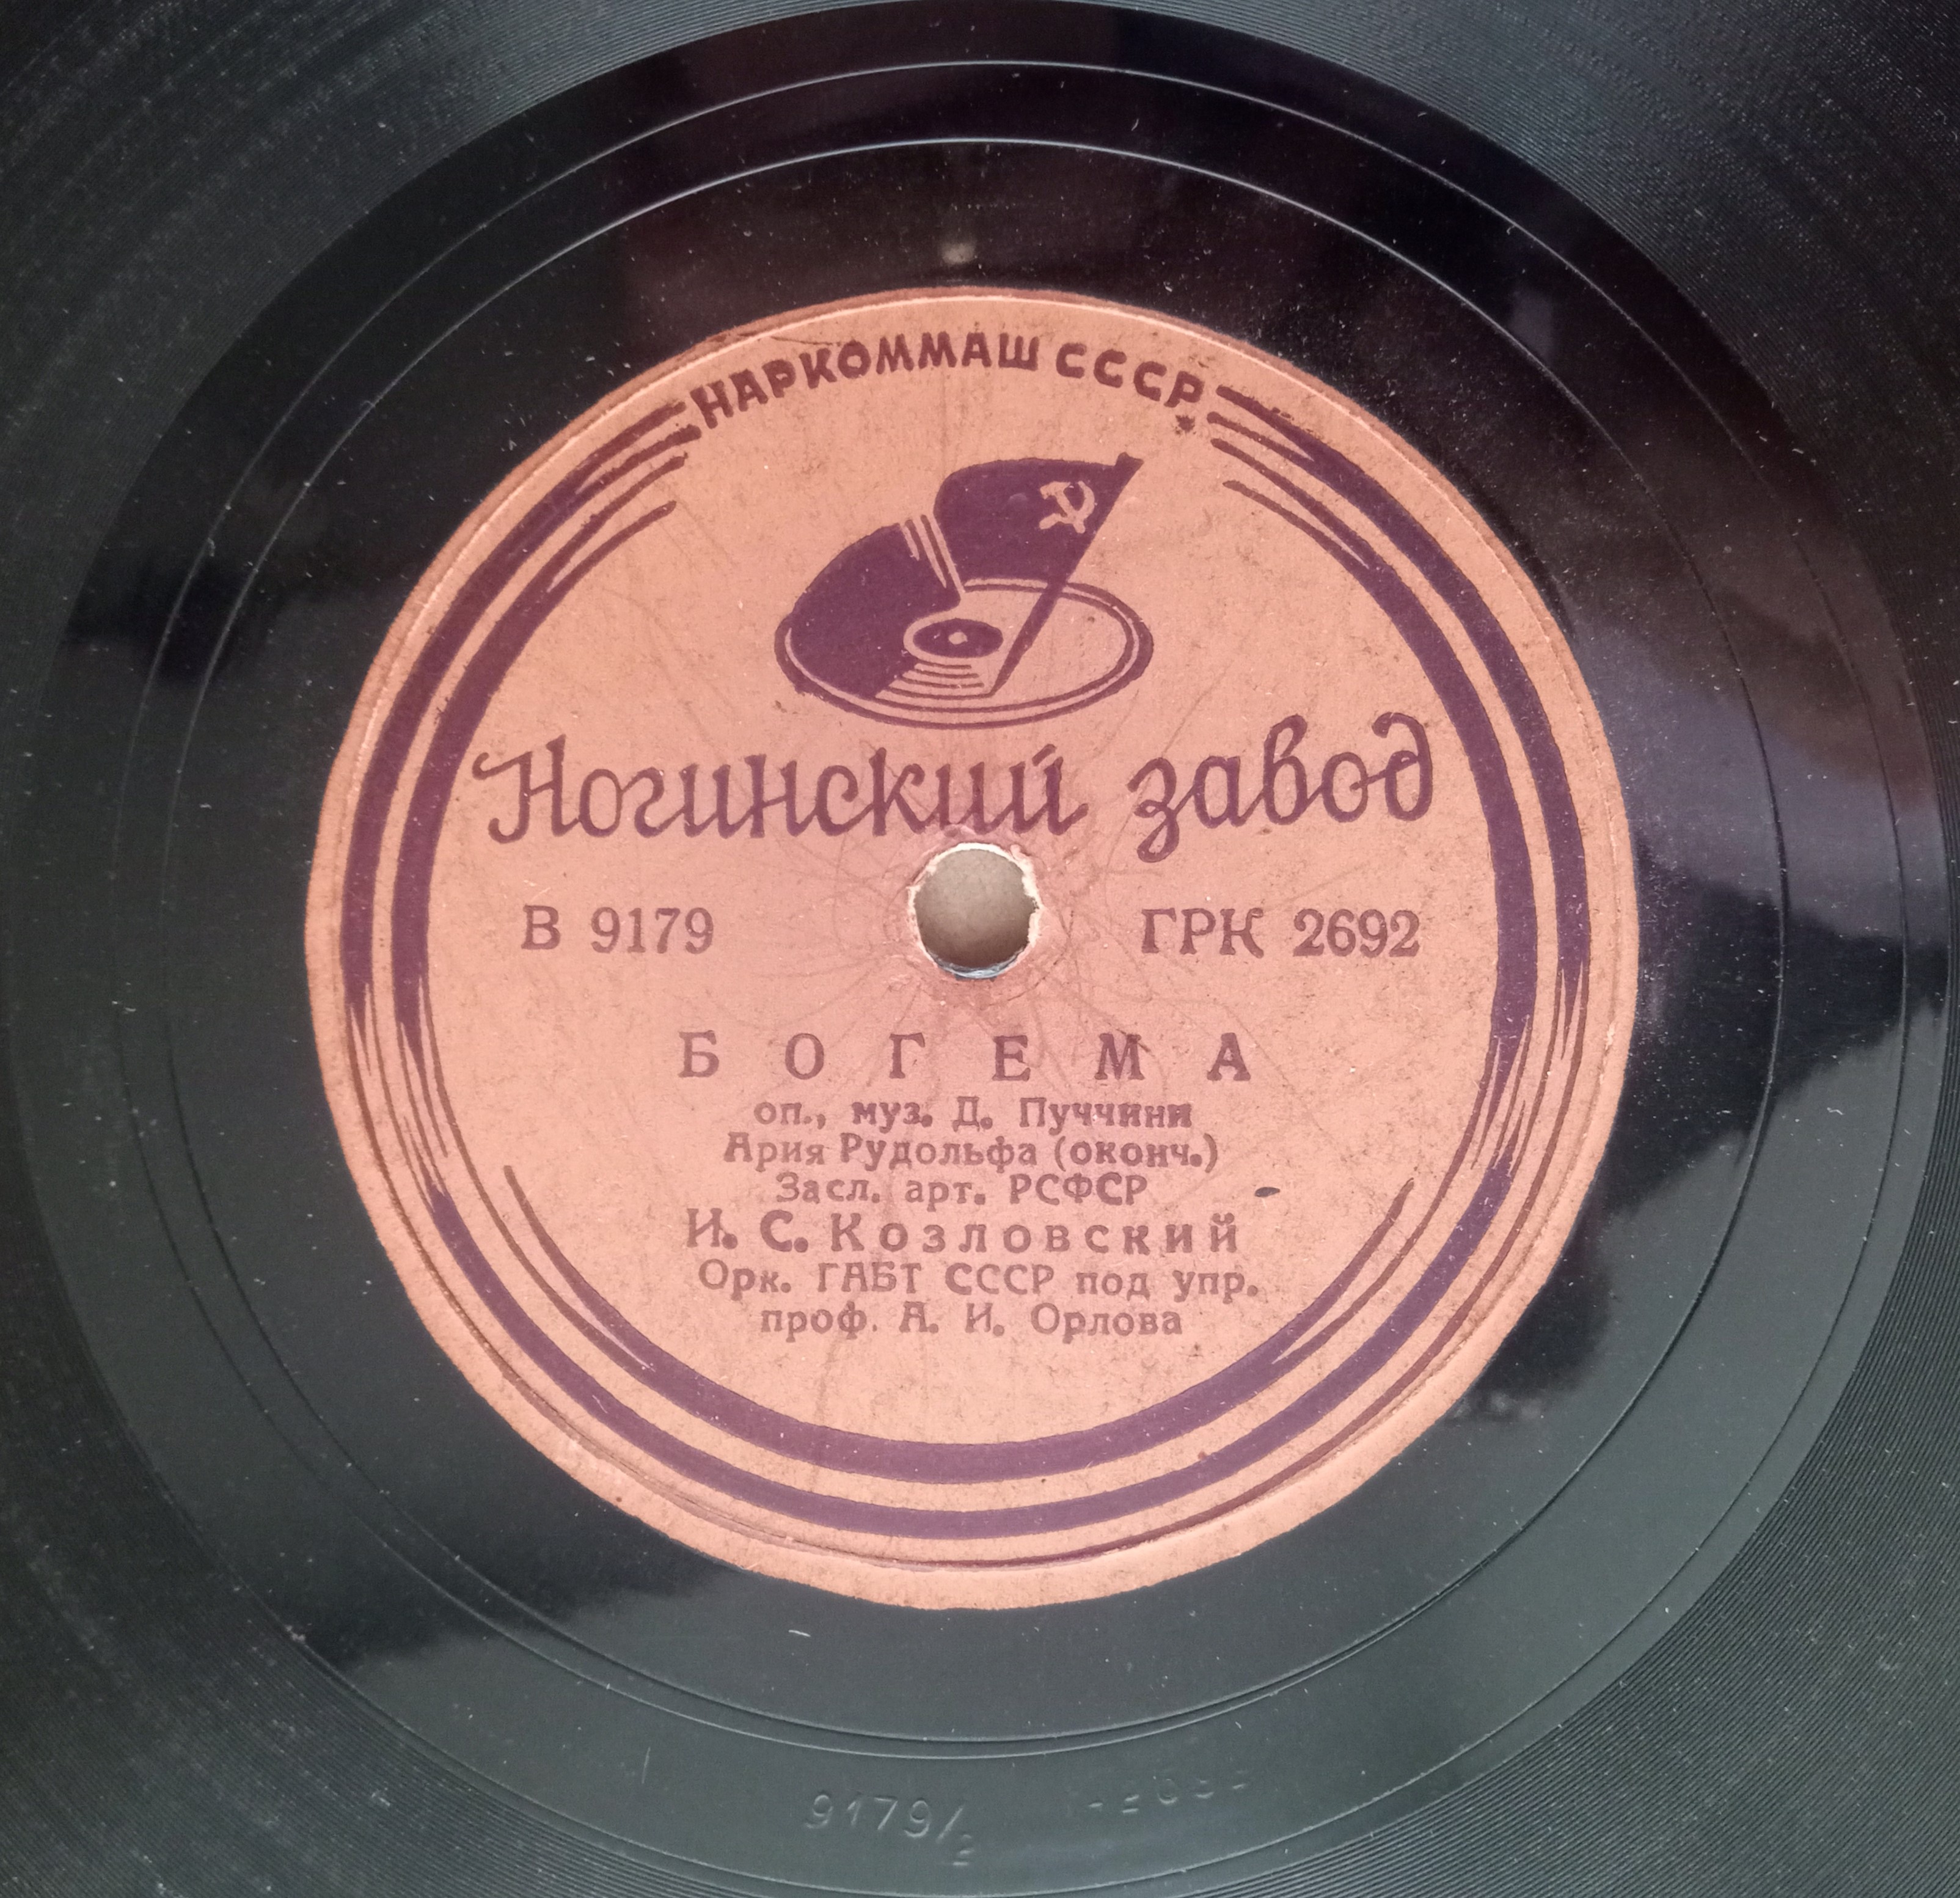 НАРКОММАШ СССР
Ногинский завод
В 9179 ГРК 2692
БОГЕМА
оп., муз. Д. Пуччини
Ария Рудольфа (оконч.)
Засл. арт. РСФСР
И. С. Козловский
Орк. ГАБТ СССР под упр.
проф. А. И. Орлова
9179/2